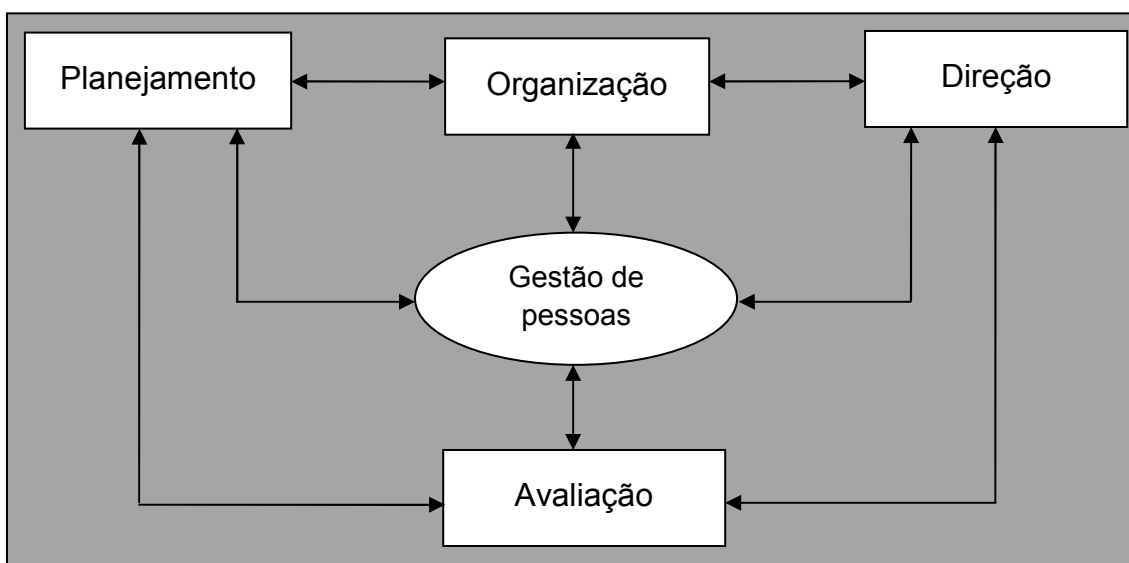 Planejamento
Organização
Direção
Gestão de
pessoas
Avaliação